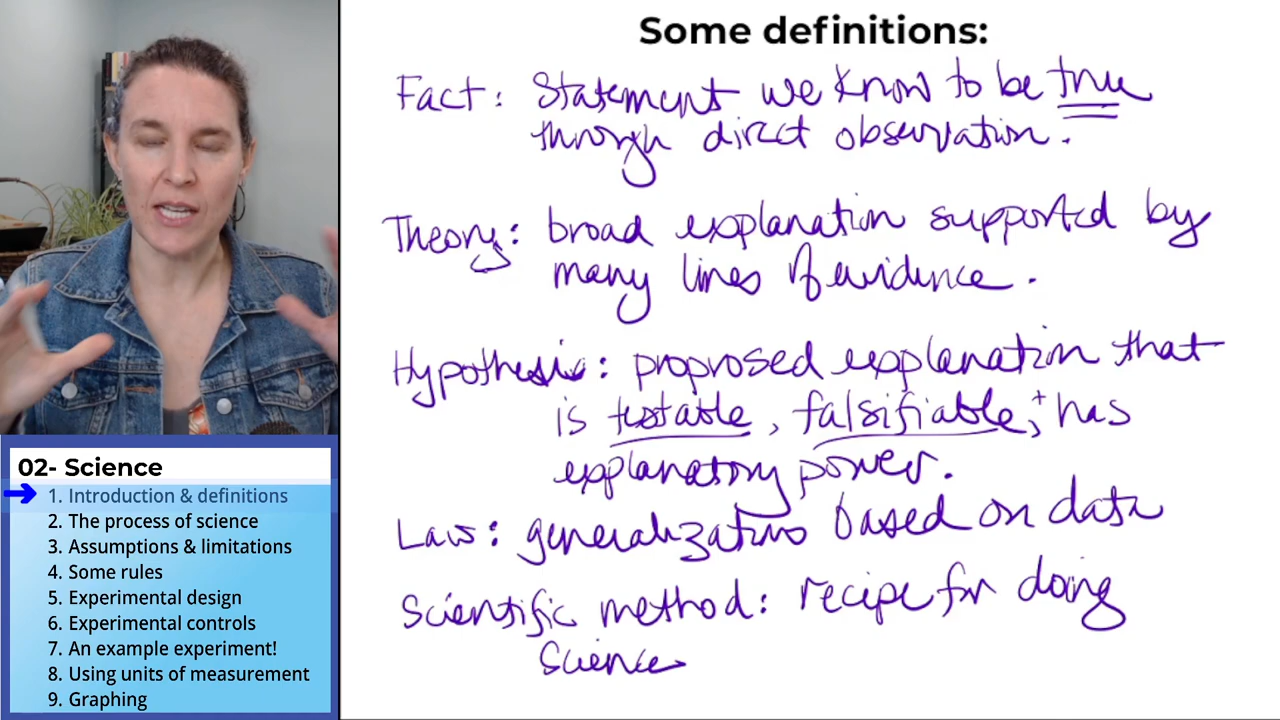 Some definitions:
Fact: Statement we know to be true
through direct observation.
Theory: broad explanation supported by
many lines of evidence.
Hypothesis: proprosed explanation that
is testable, falsifiable, + has
explanatory power.
Law: generalization based on data
Scientific method: recipe for doing
Science
02- Science
1. Introduction & definitions
2. The process of science
3. Assumptions & limitations
4. Some rules
5. Experimental design
6. Experimental controls
7. An example experiment!
8. Using units of measurement
9. Graphing